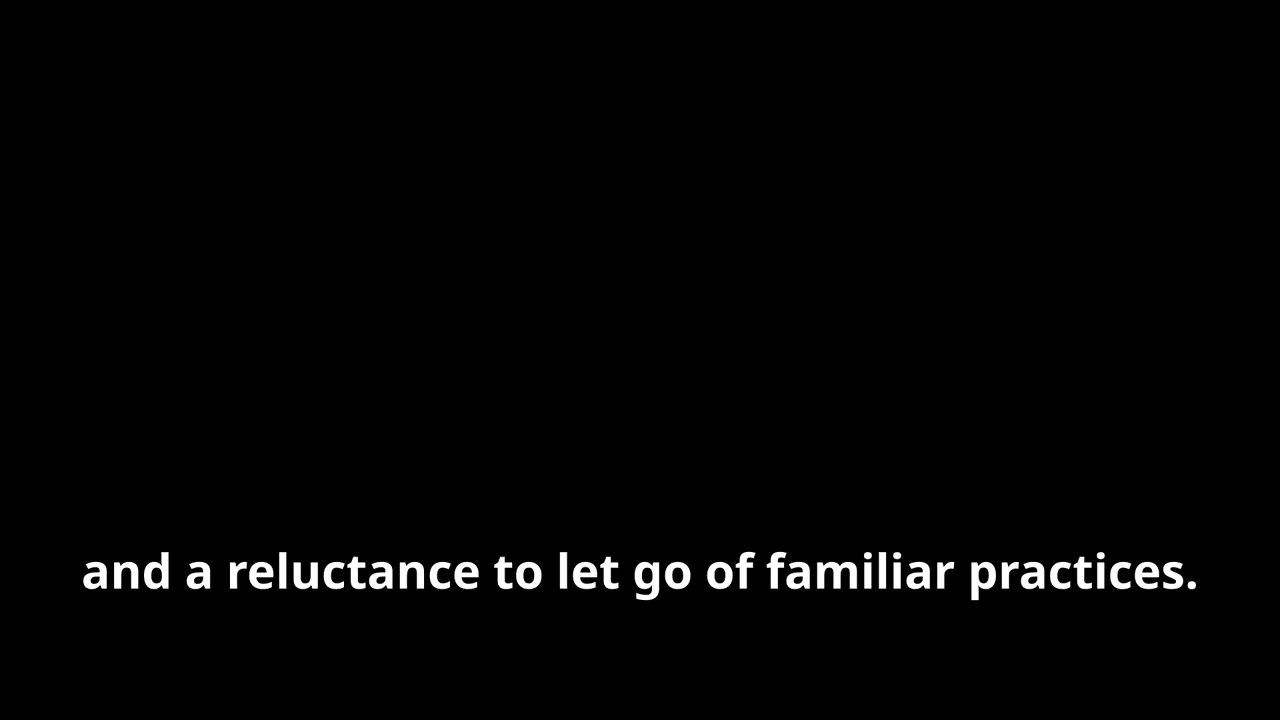 and a reluctance to let go of familiar practices.